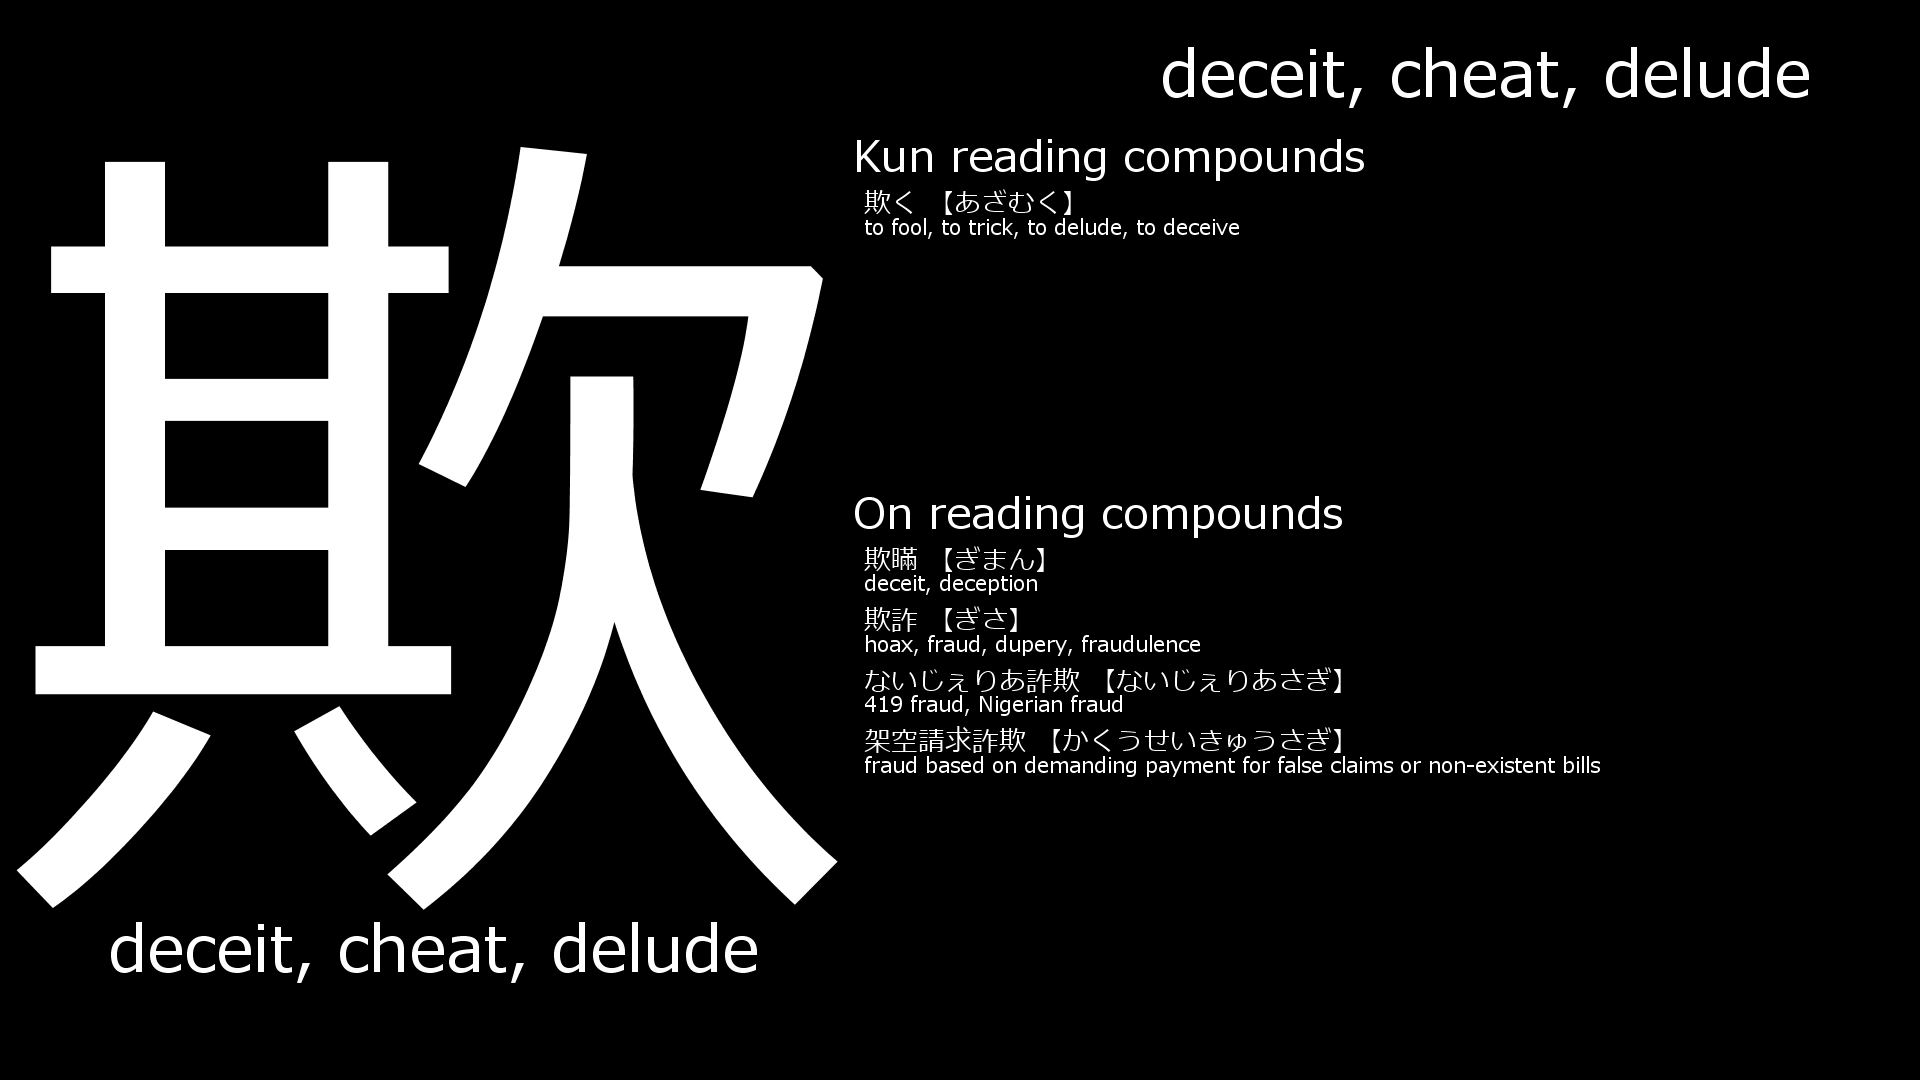 欺
deceit, cheat, delude
deceit, cheat, delude
Kun reading compounds
欺く 【あざむく】
to fool, to trick, to delude, to deceive
On reading compounds
欺瞞 【ぎまん】
deceit, deception
欺詐 【ぎさ】
hoax, fraud, dupery, fraudulence
ないじぇりあ詐欺 【ないじぇりあさぎ】
419 fraud, Nigerian fraud
架空請求詐欺 【かくうせいきゅうさぎ】
fraud based on demanding payment for false claims or non-existent bills